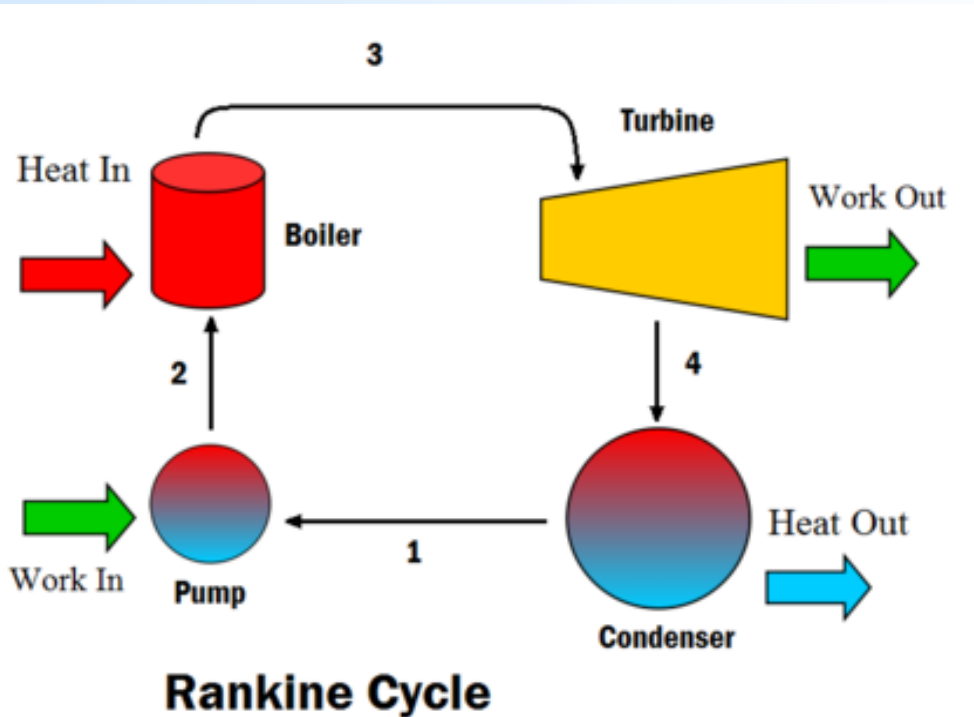 3
Turbine
Heat In
Work Out
Boiler
2
4
Heat Out
1
Work In
Pump
Condenser
Rankine Cycle